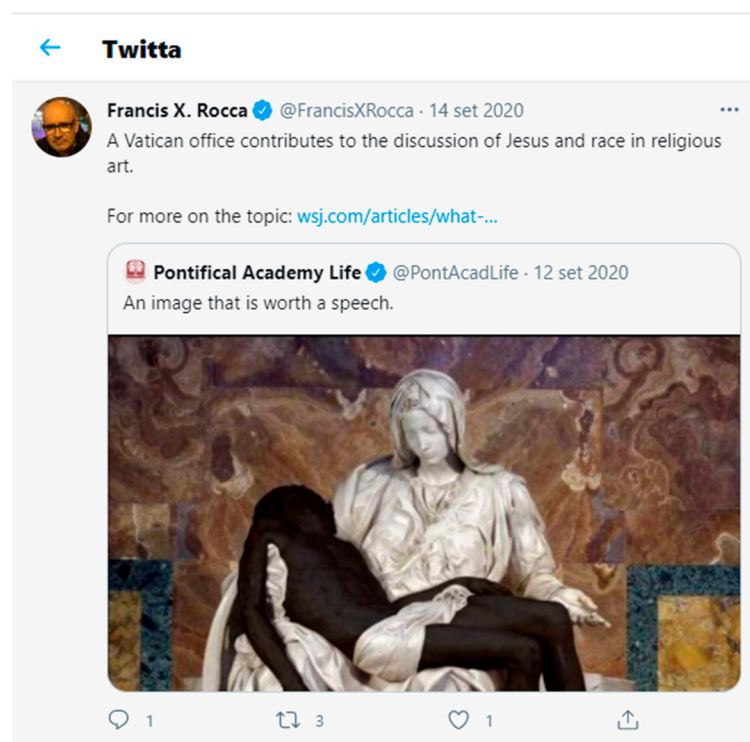 Twitta
Francis X. Rocca @FrancisXRocca · 14 set 2020
A Vatican office contributes to the discussion of Jesus and race in religious
art.
For more on the topic: wsj.com/articles/what-...
Pontifical Academy Life @PontAcadLife · 12 set 2020
An image that is worth a speech.
1 3 1